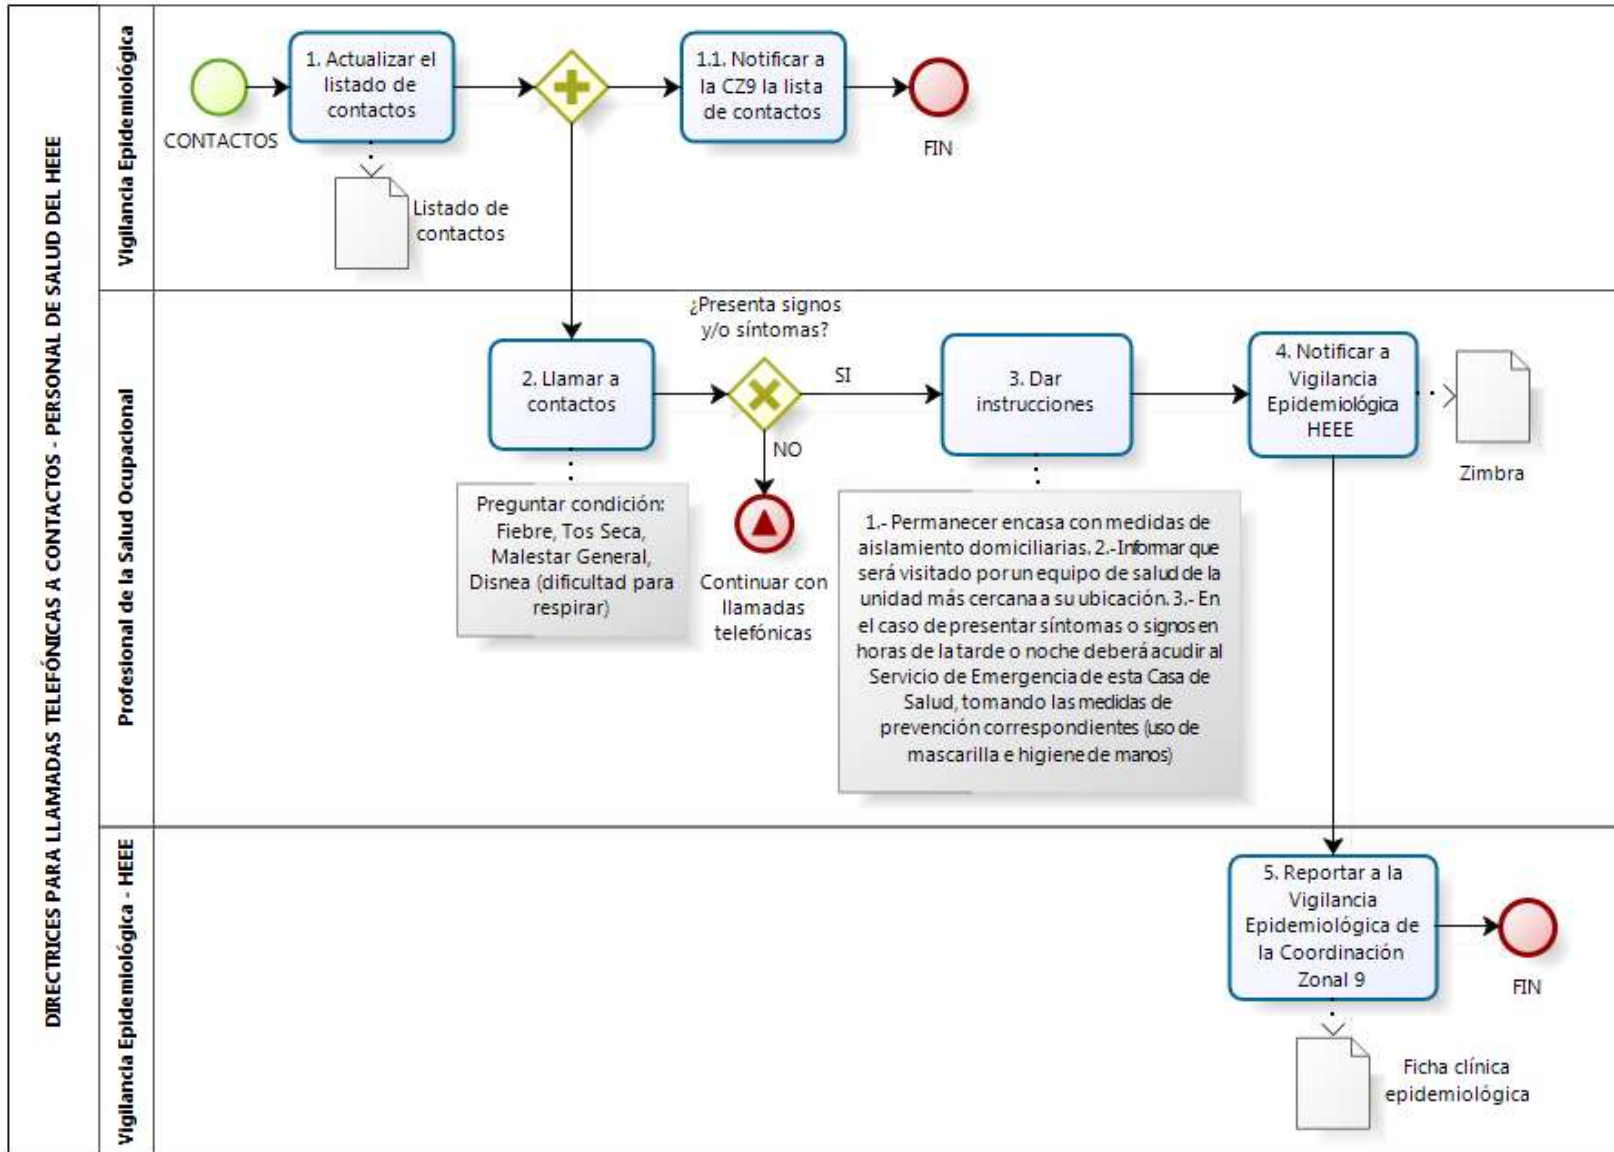 DIRECTRICES PARA LLAMADAS TELEFÓNICAS A CONTACTOS - PERSONAL DE SALUD DEL HEEE
Vigilancia Epidemiológica
CONTACTOS
1. Actualizar el
listado de
contactos
Listado de
contactos
1.1. Notificar a
la CZ9 la lista
de contactos
FIN
Profesional de la Salud Ocupacional
2. Llamar a
contactos
Preguntar condición:
Fiebre, Tos Seca,
Malestar General,
Disnea (dificultad para
respirar)
¿Presenta signos
y/o síntomas?
SI
NO
Continuar con
llamadas
telefónicas
3. Dar
instrucciones
1.- Permanecer encasa con medidas de
aislamiento domiciliarias. 2.-Informar que
será visitado por un equipo de salud de la
unidad más cercana a su ubicación. 3.- En
el caso de presentar síntomas o signos en
horas de la tarde o noche deberá acudir al
Servicio de Emergencia de esta Casa de
Salud, tomando las medidas de
prevención correspondientes (uso de
mascarilla e higiene de manos)
4. Notificar a
Vigilancia
Epidemiológica
HEEE
Zimbra
Vigilancia Epidemiológica - HEEE
5. Reportar a la
Vigilancia
Epidemiológica de
la Coordinación
Zonal 9
FIN
Ficha clínica
epidemiológica